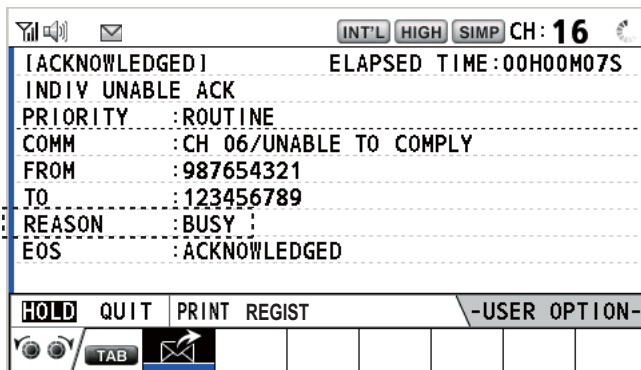 INT'L HIGH SIMP CH: 16
[ACKNOWLEDGED] ELAPSED TIME:00H00M07S
INDIV UNABLE ACK
PRIORITY :ROUTINE
COMM :CH 06/UNABLE TO COMPLY
FROM :987654321
TO :123456789
REASON :BUSY
EOS :ACKNOWLEDGED
HOLD QUIT PRINT REGIST -USER OPTION-
TAB